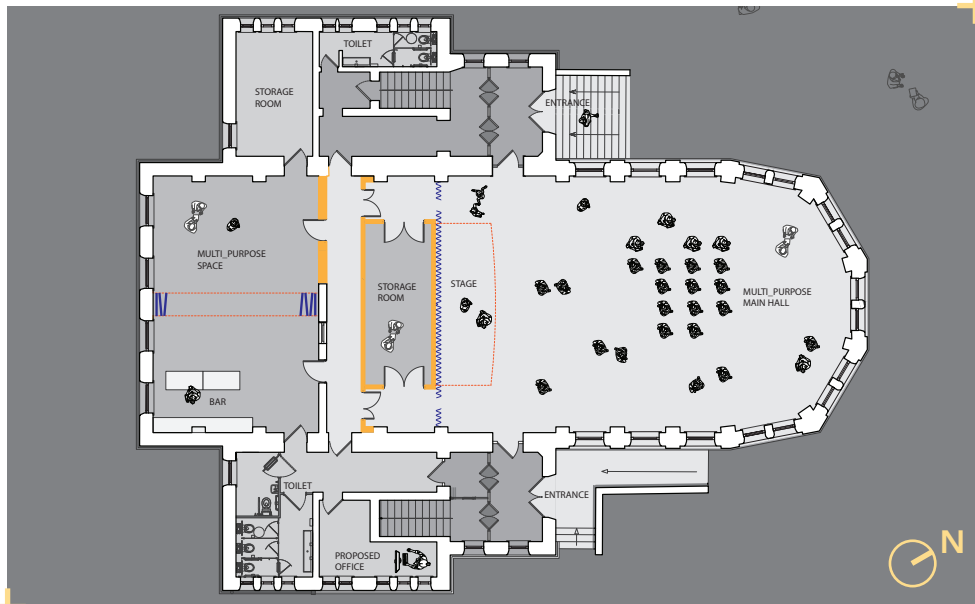 TOILET
STORAGE
ROOM
ENTRANCE
MULTI_PURPOSE
SPACE
STORAGE
ROOM
STAGE
MULTI_PURPOSE
MAIN HALL
BAR
TOILET
ENTRANCE
PROPOSED
OFFICE
N